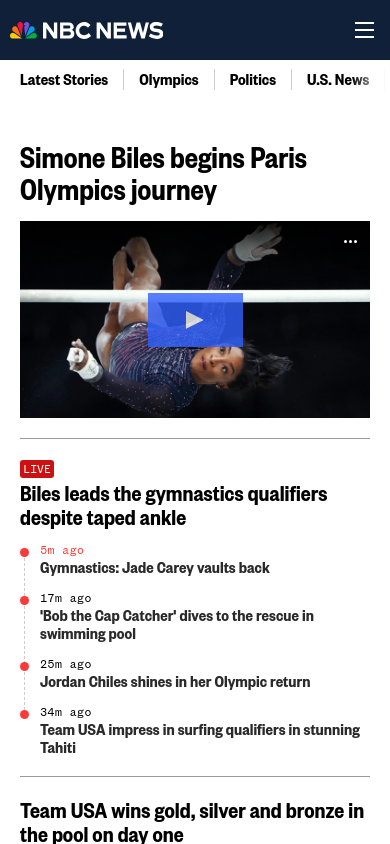 NBC NEWS
Latest Stories
Olympics
Politics
U.S. News
Simone Biles begins Paris
Olympics journey
LIVE
Biles leads the gymnastics qualifiers
despite taped ankle
5m ago
Gymnastics: Jade Carey vaults back
17m ago
'Bob the Cap Catcher' dives to the rescue in
swimming pool
25m ago
Jordan Chiles shines in her Olympic return
34m ago
Team USA impress in surfing qualifiers in stunning
Tahiti
Team USA wins gold, silver and bronze in
the pool on day one